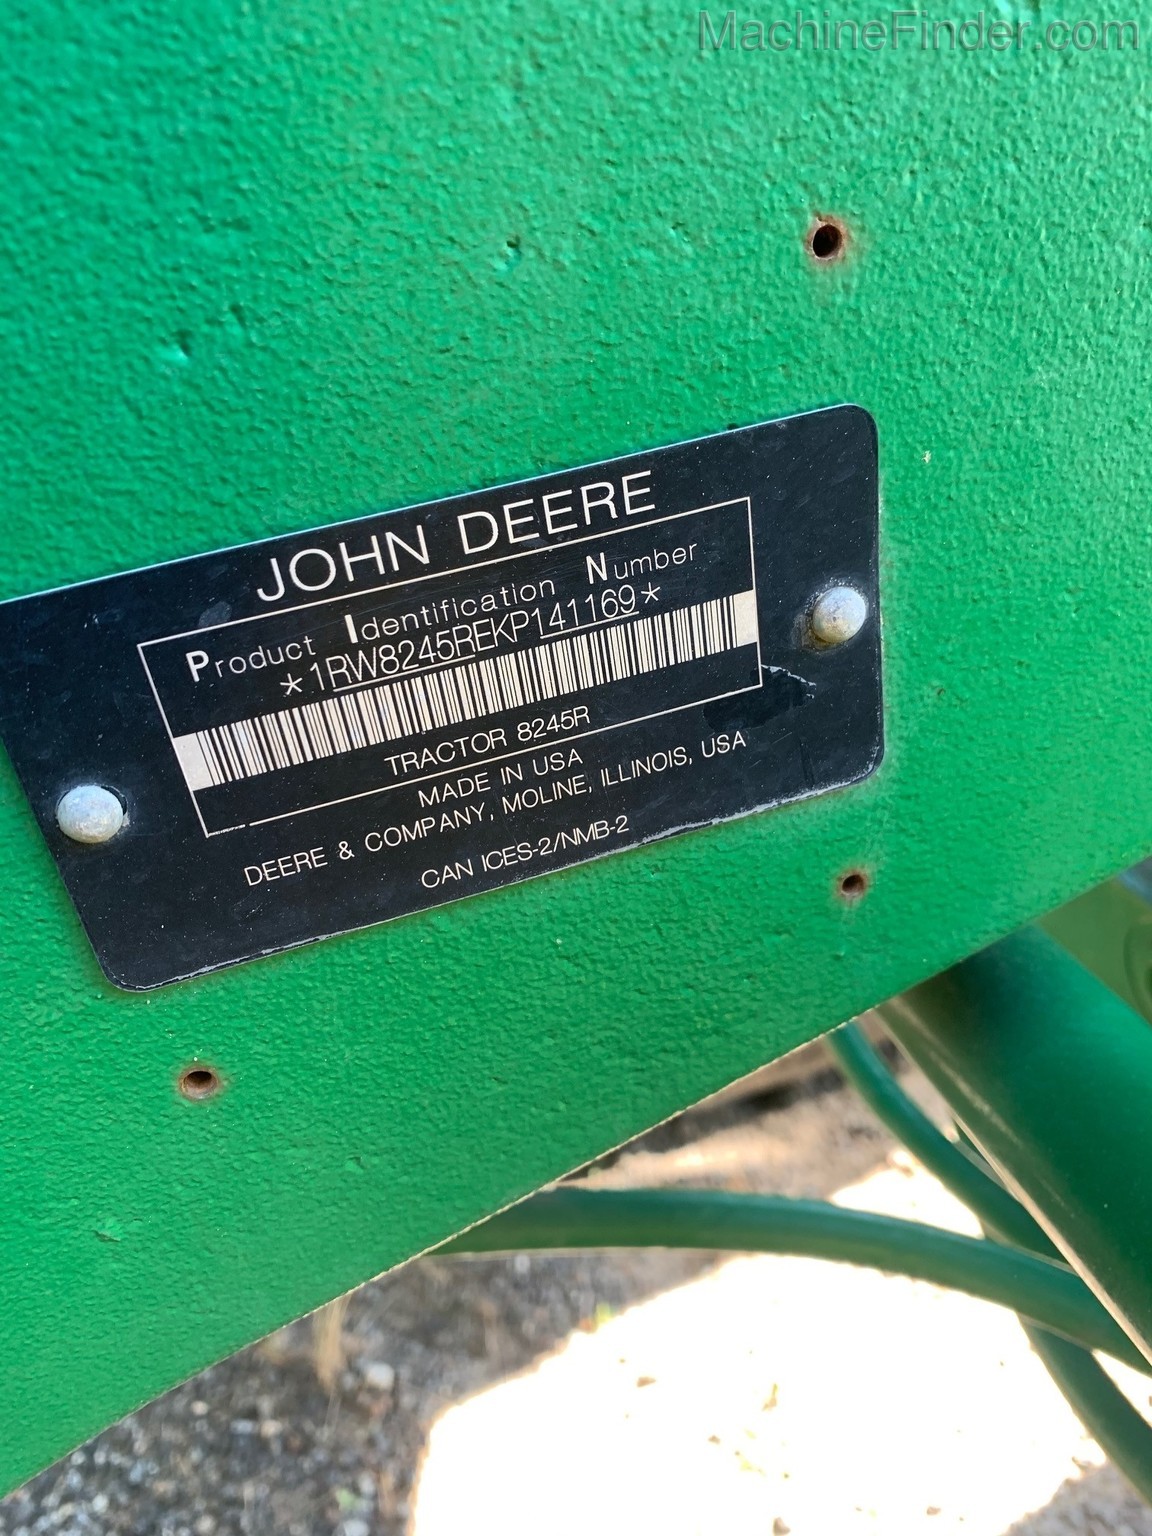 MachineFinder.com
JOHN DEERE
Product Identification Number
*1RW8245REKP141169*
TRACTOR 8245R
MADE IN USA
DEERE & COMPANY, MOLINE, ILLINOIS, USA
CAN ICES-2/NMB-2